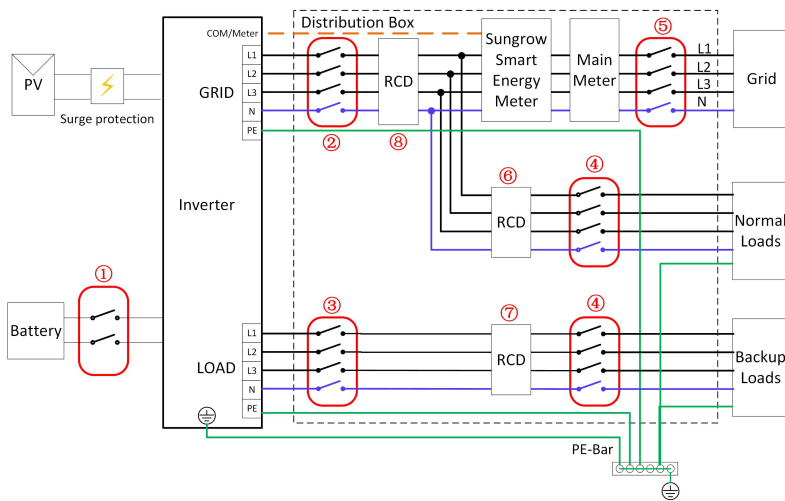 Distribution Box
⑤
COM/Meter
Sungrow
Smart
Energy
Meter
Main
Meter
PV
Surge protection
GRID
L1
L2
L3
N
PE
②
RCD
⑧
L1
L2
L3
N
Grid
⑥
④
RCD
Normal
Loads
Inverter
①
Battery
③
⑦
④
LOAD
L1
L2
L3
N
PE
RCD
Backup
Loads
PE-Bar